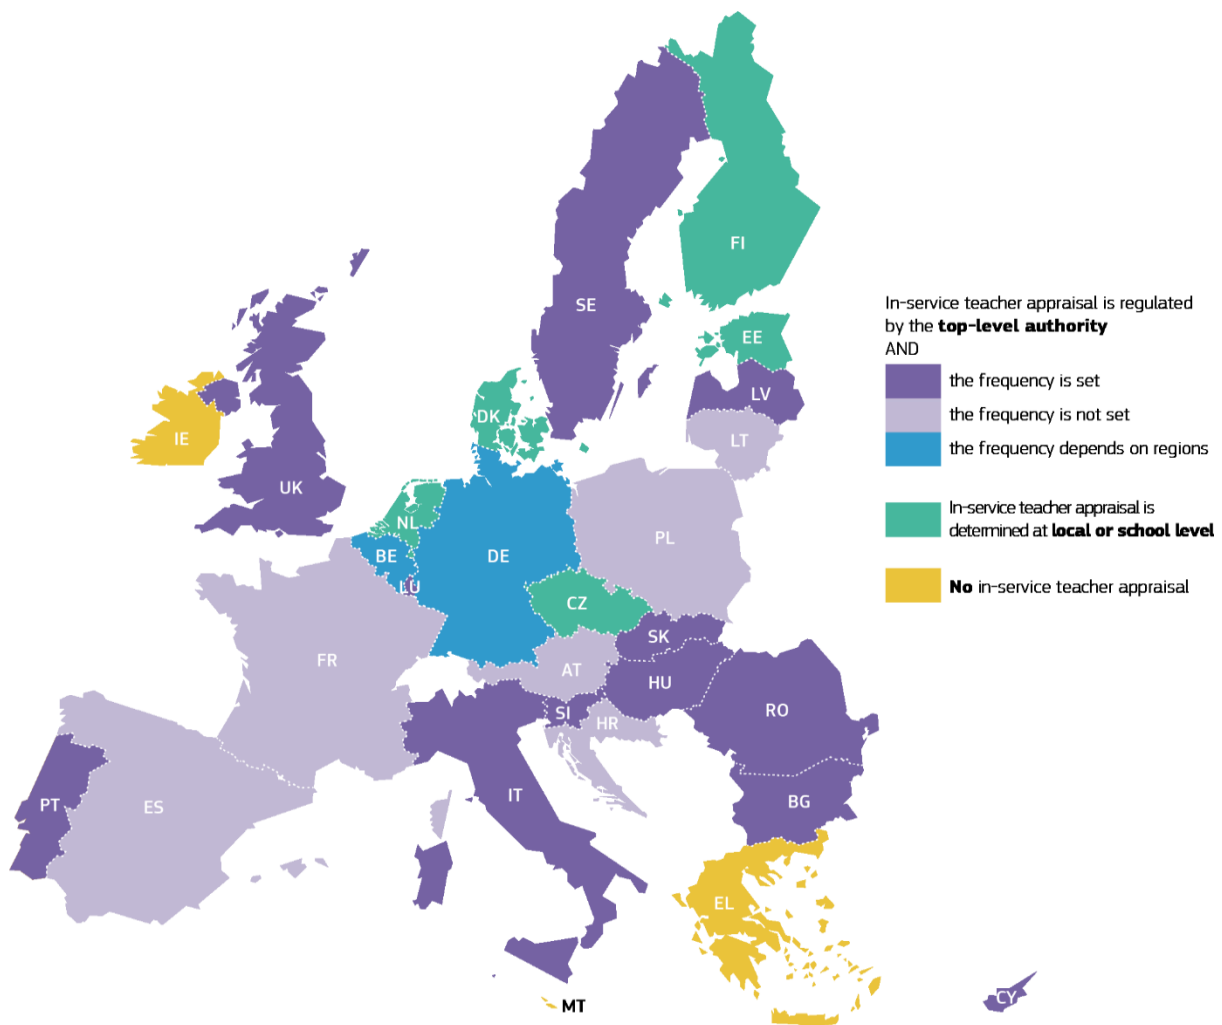 FI
SE
In-service teacher appraisal is regulated
by the top-level authority
AND
EE
the frequency is set
LV
the frequency is not set
DK
LT
IE
the frequency depends on regions
UK
In-service teacher appraisal is
determined at local or school level
NL
PL
BE
DE
LU
No in-service teacher appraisal
CZ
SK
FR
AT
HU
SI
HR
RO
PT
ES
IT
BG
EL
CY
MT